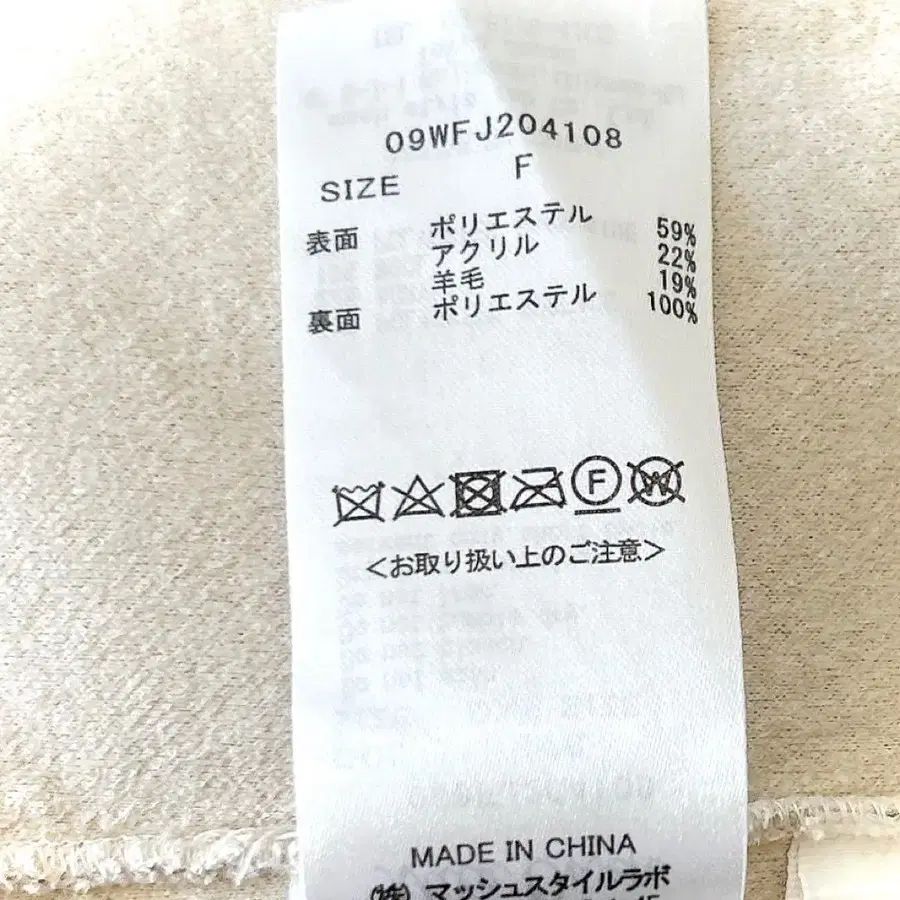 09WFJ204108
SIZE F
表面 ポリエステル 59%
アクリル 22%
羊毛 19%
裏面 ポリエステル 100%
F
W
<お取り扱い上のご注意>
MADE IN CHINA
(株)マッシュスタイルラボ